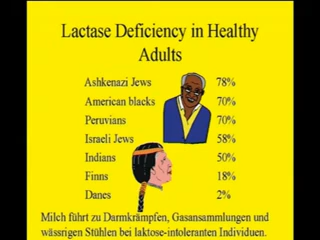 Lactase Deficiency in Healthy
Adults
Ashkenazi Jews 78%
American blacks 70%
Peruvians 70%
Israeli Jews 58%
Indians 50%
Finns 18%
Danes 2%
Milch führt zu Darmkrämpfen, Gasansammlungen und
wässrigen Stühlen bei laktose-intoleranten Individuen.